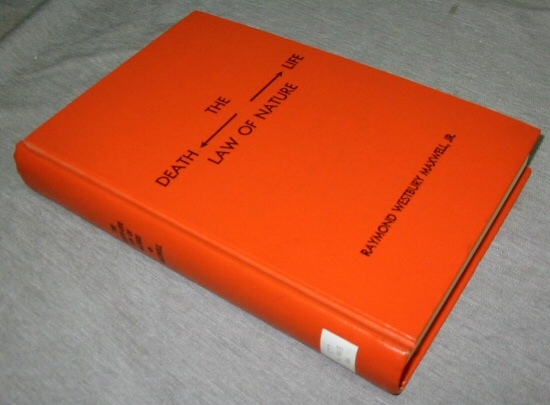 THE
DEATH ← → LIFE
LAW OF NATURE
RAYMOND WESTBURY MAXWELL, JR.